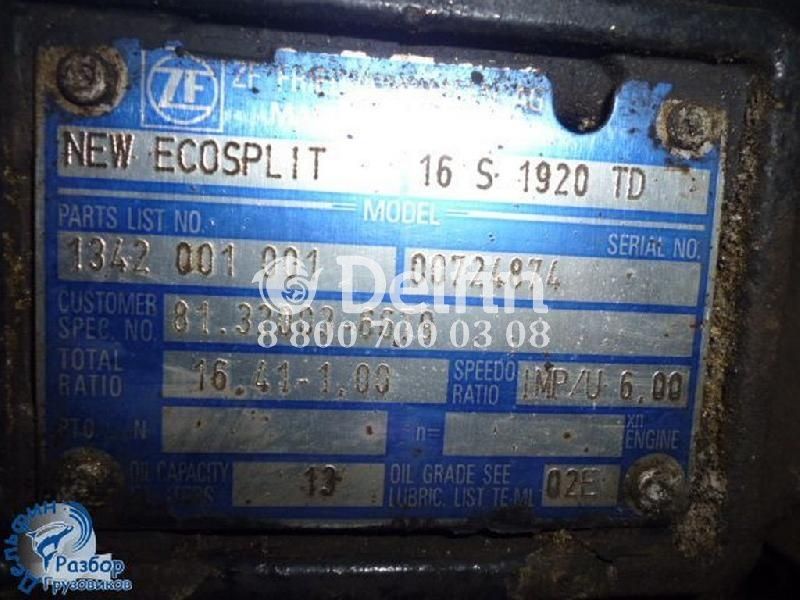 ZF
NEW ECOSPLIT 16 S 1920 TD
PARTS LIST NO. MODEL SERIAL NO.
1342 001 001 00724874
Delfin
CUSTOMER
SPEC. NO.
8 800 700 03 08
TOTAL
RATIO 16.41-1.00 SPEEDO
RATIO IMP/U 6,00
N n= ENGINE
OIL CAPACITY 13 OIL GRADE SEE
LUBRIC. LIST TE-ML 02E
Дельфин
Разбор
Грузовиков